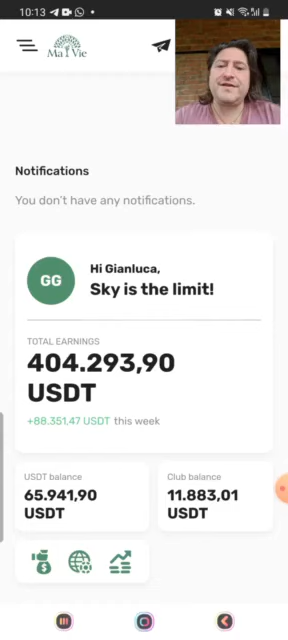 10:13
Ma Vie
Notifications
You don't have any notifications.
GG
Hi Gianluca,
Sky is the limit!
TOTAL EARNINGS
404.293,90
USDT
+88.351,47 USDT this week
USDT balance
65.941,90
USDT
Club balance
11.883,01
USDT